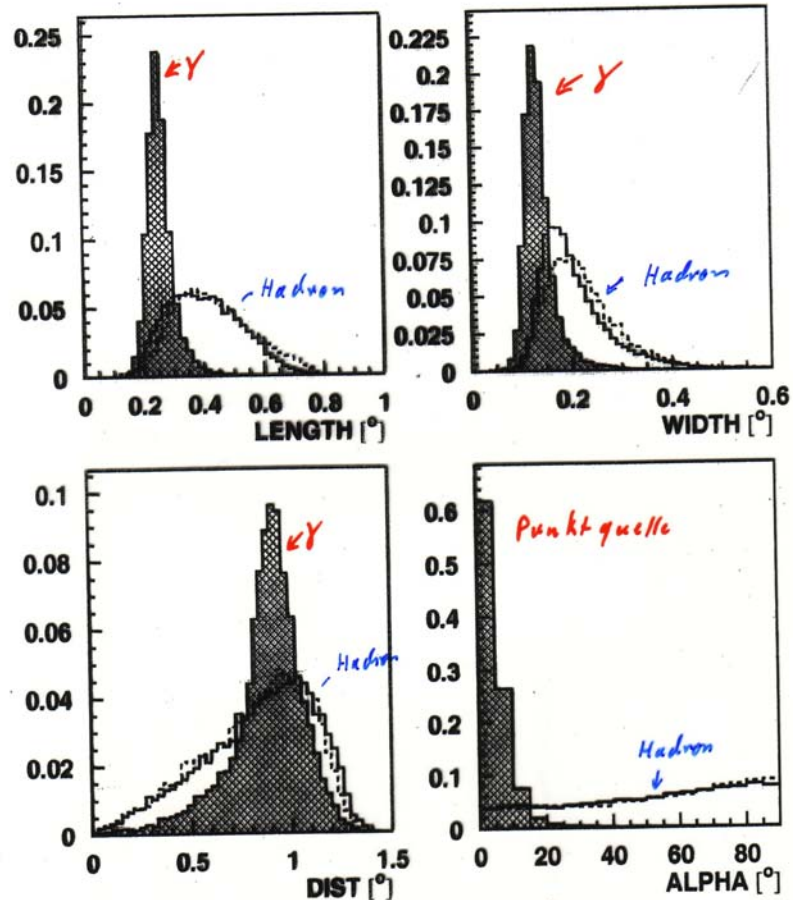 0.25
0.2
0.15
0.1
0.05
0
γ
Hadron
0 0.2 0.4 0.6 0.8 1
LENGTH [°]
0.225
0.2
0.175
0.15
0.125
0.1
0.075
0.05
0.025
0
γ
Hadron
0 0.2 0.4 0.6
WIDTH [°]
0.1
0.08
0.06
0.04
0.02
0
γ
Hadron
0 0.5 1 1.5
DIST [°]
0.6
0.5
0.4
0.3
0.2
0.1
0
Punktquelle
Hadron
0 20 40 60 80
ALPHA [°]